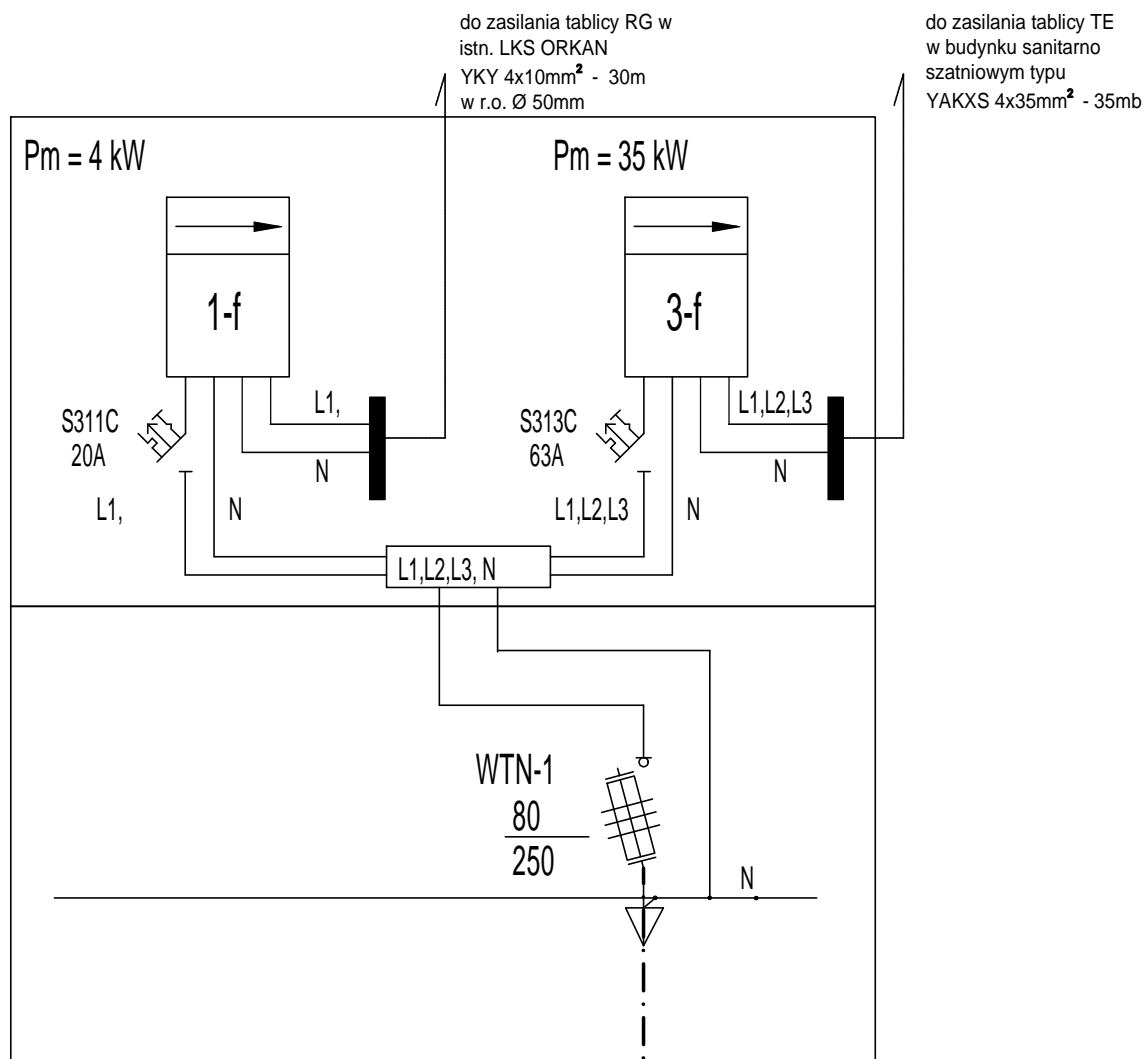 do zasilania tablicy RG w
istn. LKS ORKAN
YKY 4x10mm² - 30m
w r.o. Ø 50mm
do zasilania tablicy TE
w budynku sanitarno
szatniowym typu
YAKXS 4x35mm² - 35mb
Pm = 4 kW
Pm = 35 kW
1-f
3-f
S311C
20A
L1,
N
L1,
N
S313C
63A
L1,L2,L3
N
L1,L2,L3
N
L1,L2,L3, N
WTN-1
80
250
N